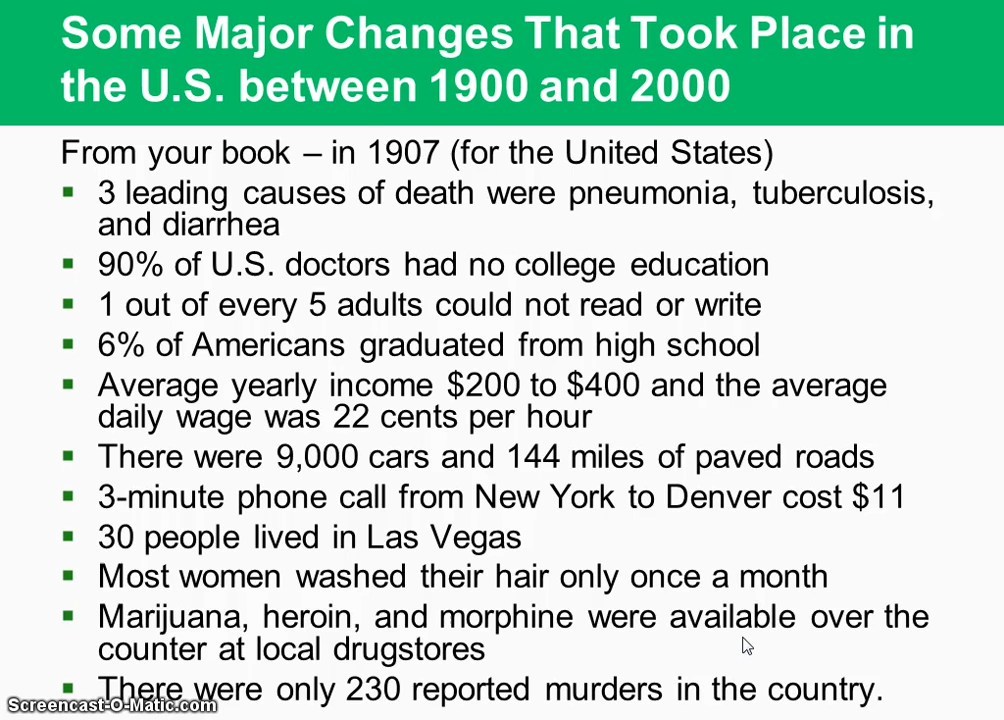 Some Major Changes That Took Place in
the U.S. between 1900 and 2000
From your book – in 1907 (for the United States)
▪ 3 leading causes of death were pneumonia, tuberculosis,
and diarrhea
▪ 90% of U.S. doctors had no college education
▪ 1 out of every 5 adults could not read or write
▪ 6% of Americans graduated from high school
▪ Average yearly income $200 to $400 and the average
daily wage was 22 cents per hour
▪ There were 9,000 cars and 144 miles of paved roads
▪ 3-minute phone call from New York to Denver cost $11
▪ 30 people lived in Las Vegas
▪ Most women washed their hair only once a month
▪ Marijuana, heroin, and morphine were available over the
counter at local drugstores
▪ There were only 230 reported murders in the country.
Screencast-O-Matic.com